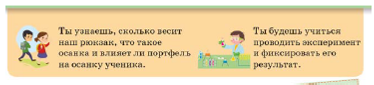 Ты узнаешь, сколько весит
наш рюкзак, что такое
осанка и влияет ли портфель
на осанку ученика.
Ты будешь учиться
проводить эксперимент
и фиксировать его
результат.